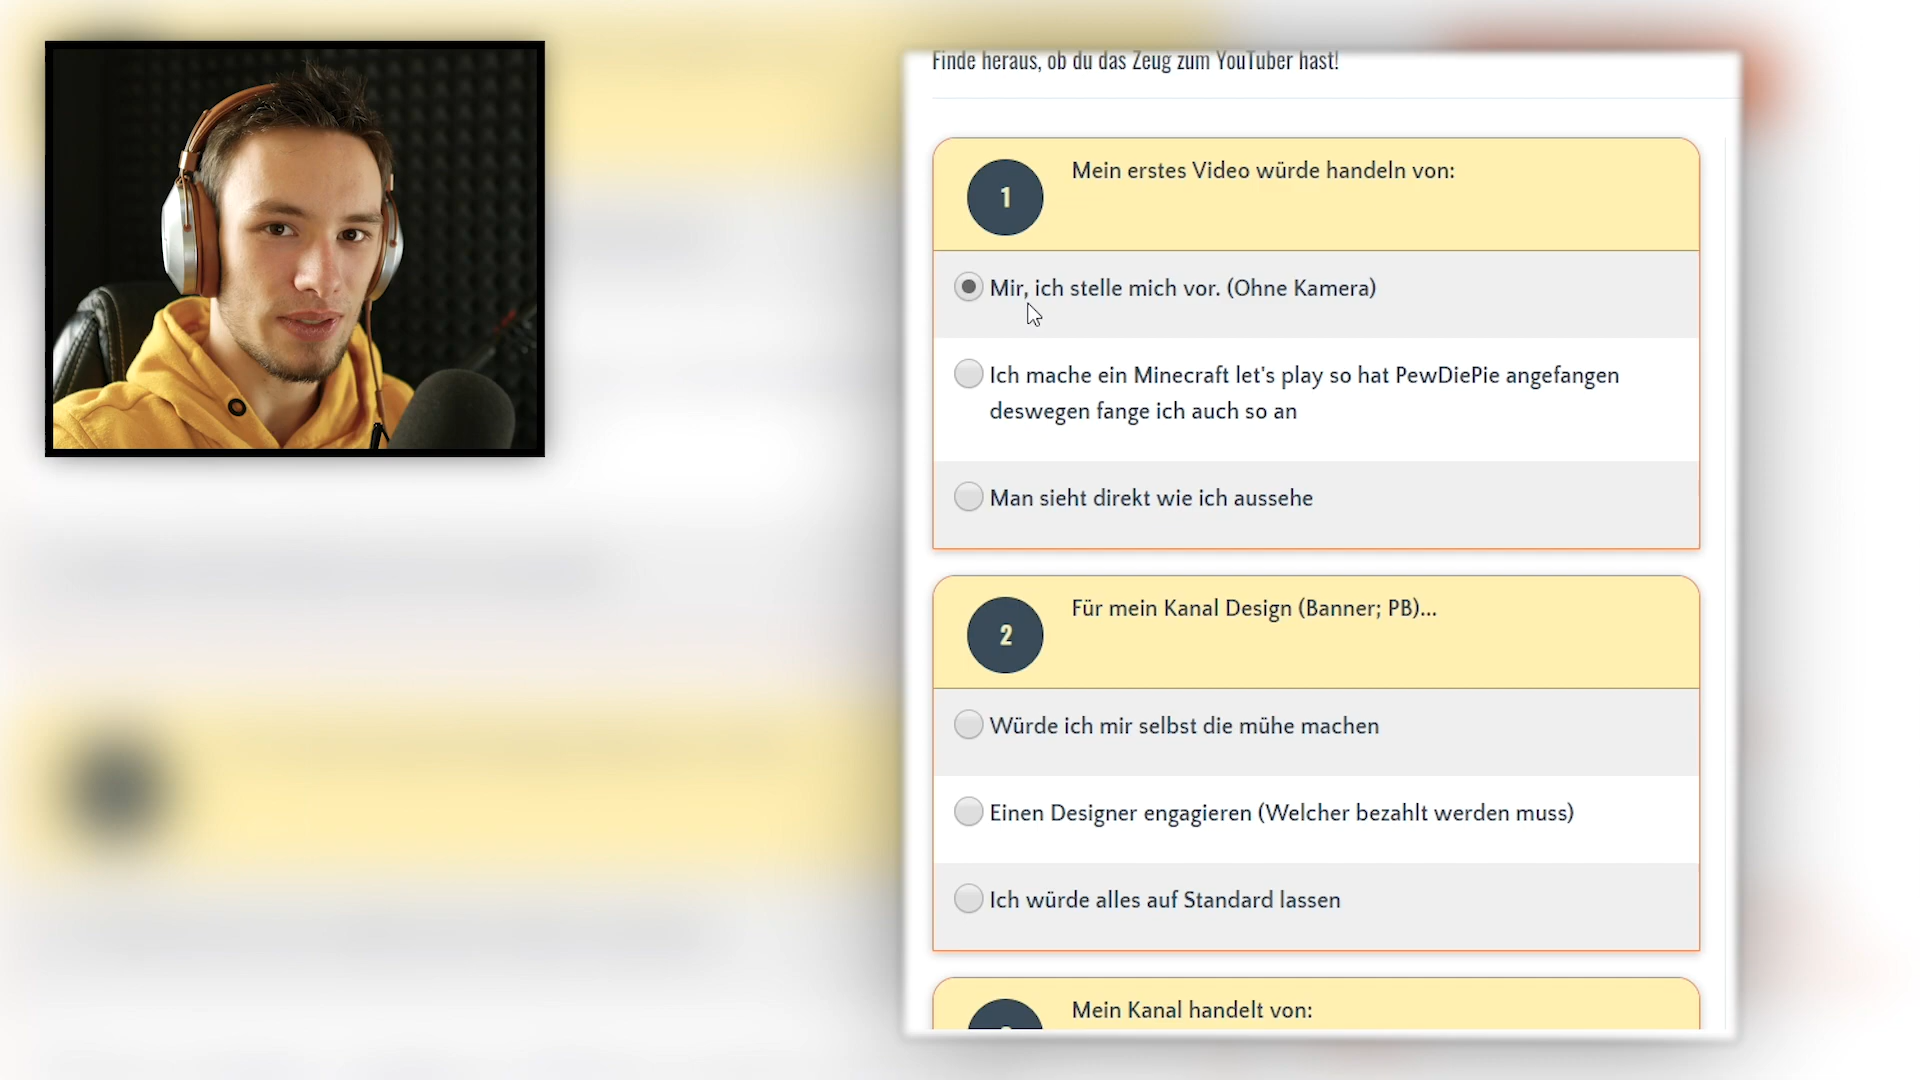 Finde heraus, ob du das Zeug zum YouTuber hast!
1
Mein erstes Video würde handeln von:
Mir, ich stelle mich vor. (Ohne Kamera)
Ich mache ein Minecraft let's play so hat PewDiePie angefangen
deswegen fange ich auch so an
Man sieht direkt wie ich aussehe
2
Für mein Kanal Design (Banner; PB)...
Würde ich mir selbst die mühe machen
Einen Designer engagieren (Welcher bezahlt werden muss)
Ich würde alles auf Standard lassen
Mein Kanal handelt von: